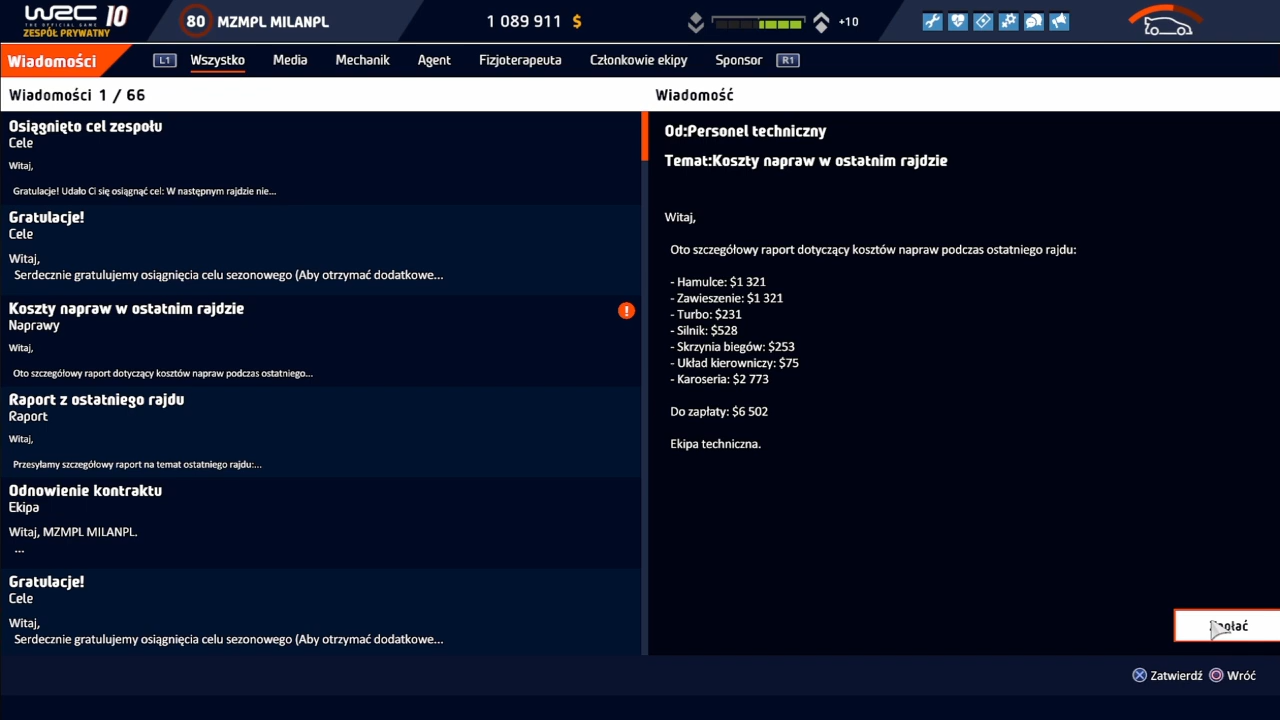 WRC 10
THE OFFICIAL GAME
ZESPÓŁ PRYWATNY
80 MZMPL MILANPL
1 089 911 $
+10
Wiadomości
L1 Wszystko Media Mechanik Agent Fizjoterapeuta Członkowie ekipy Sponsor R1
Wiadomości 1 / 66
Osiągnięto cel zespołu
Cele
Witaj,
Gratulacje! Udało Ci się osiągnąć cel: W następnym rajdzie nie...
Gratulacje!
Cele
Witaj,
Serdecznie gratulujemy osiągnięcia celu sezonowego (Aby otrzymać dodatkowe...
Koszty napraw w ostatnim rajdzie
Naprawy
Witaj,
Oto szczegółowy raport dotyczący kosztów napraw podczas ostatniego...
Raport z ostatniego rajdu
Raport
Witaj,
Przesyłamy szczegółowy raport na temat ostatniego rajdu:...
Odnowienie kontraktu
Ekipa
Witaj, MZMPL MILANPL.
...
Gratulacje!
Cele
Witaj,
Serdecznie gratulujemy osiągnięcia celu sezonowego (Aby otrzymać dodatkowe...
Wiadomość
Od:Personel techniczny
Temat:Koszty napraw w ostatnim rajdzie
Witaj,
Oto szczegółowy raport dotyczący kosztów napraw podczas ostatniego rajdu:
- Hamulce: $1 321
- Zawieszenie: $1 321
- Turbo: $231
- Silnik: $528
- Skrzynia biegów: $253
- Układ kierowniczy: $75
- Karoseria: $2 773
Do zapłaty: $6 502
Ekipa techniczna.
Zapłać
Zatwierdź Wróć